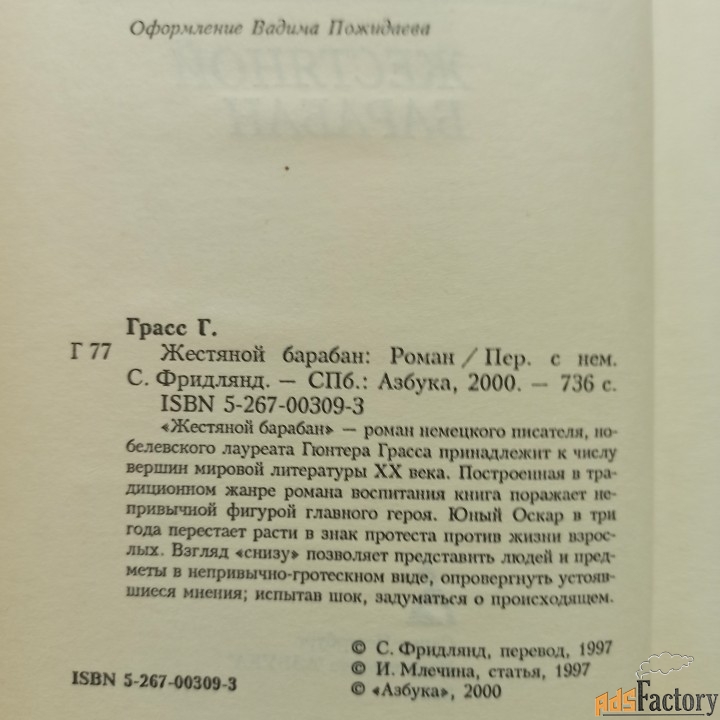 Оформление Вадима Пожидаева
ЖЕСТЯНОЙ
БАРАБАН
Грасс Г.
Г 77 Жестяной барабан: Роман / Пер. с нем.
С. Фридлянд. — СПб.: Азбука, 2000. — 736 с.
ISBN 5-267-00309-3
«Жестяной барабан» — роман немецкого писателя, но-
белевского лауреата Гюнтера Грасса принадлежит к числу
вершин мировой литературы XX века. Построенная в тра-
диционном жанре романа воспитания книга поражает не-
привычной фигурой главного героя. Юный Оскар в три
года перестает расти в знак протеста против жизни взрос-
лых. Взгляд «снизу» позволяет представить людей и пред-
меты в непривычно-гротескном виде, опровергнуть устояв-
шиеся мнения; испытав шок, задуматься о происходящем.
© С. Фридлянд, перевод, 1997
© И. Млечина, статья, 1997
ISBN 5-267-00309-3 © «Азбука», 2000
AdsFactory